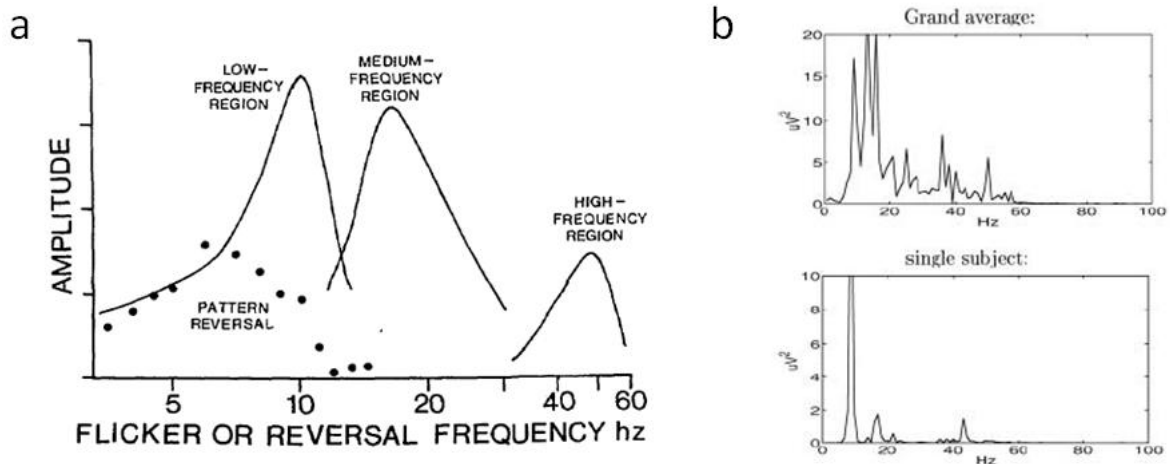 a
AMPLITUDE
LOW-
FREQUENCY
REGION
MEDIUM-
FREQUENCY
REGION
HIGH-
FREQUENCY
REGION
PATTERN
REVERSAL
5
10
20
40
60
FLICKER OR REVERSAL FREQUENCY hz
b
Grand average:
20
15
10
5
0
uV²
0
20
40
60
80
100
Hz
single subject:
10
8
6
4
2
0
uV²
0
20
40
60
80
100
Hz